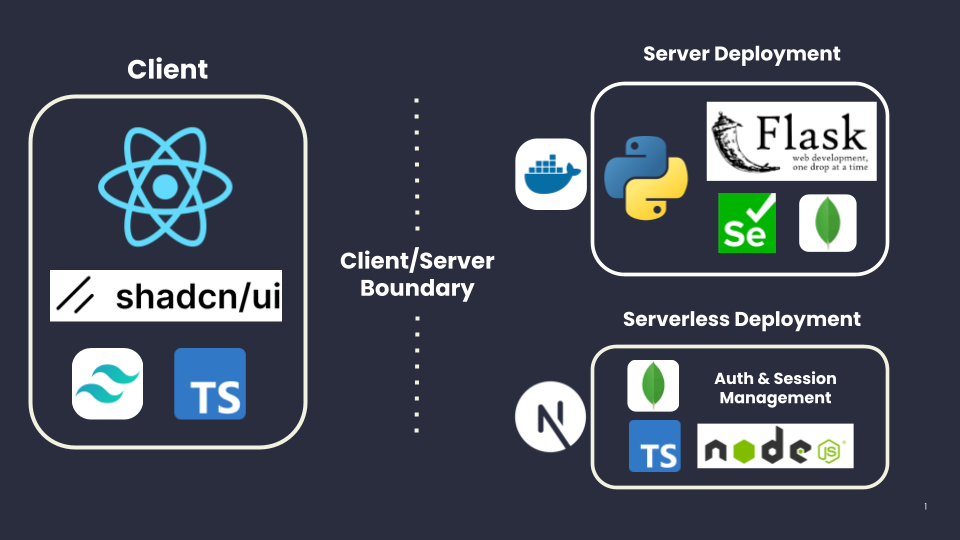 Client
shadcn/ui
TS
Client/Server
Boundary
Server Deployment
Flask
web development,
one drop at a time
Se
Serverless Deployment
N
Auth & Session
Management
TS
node
JS
1